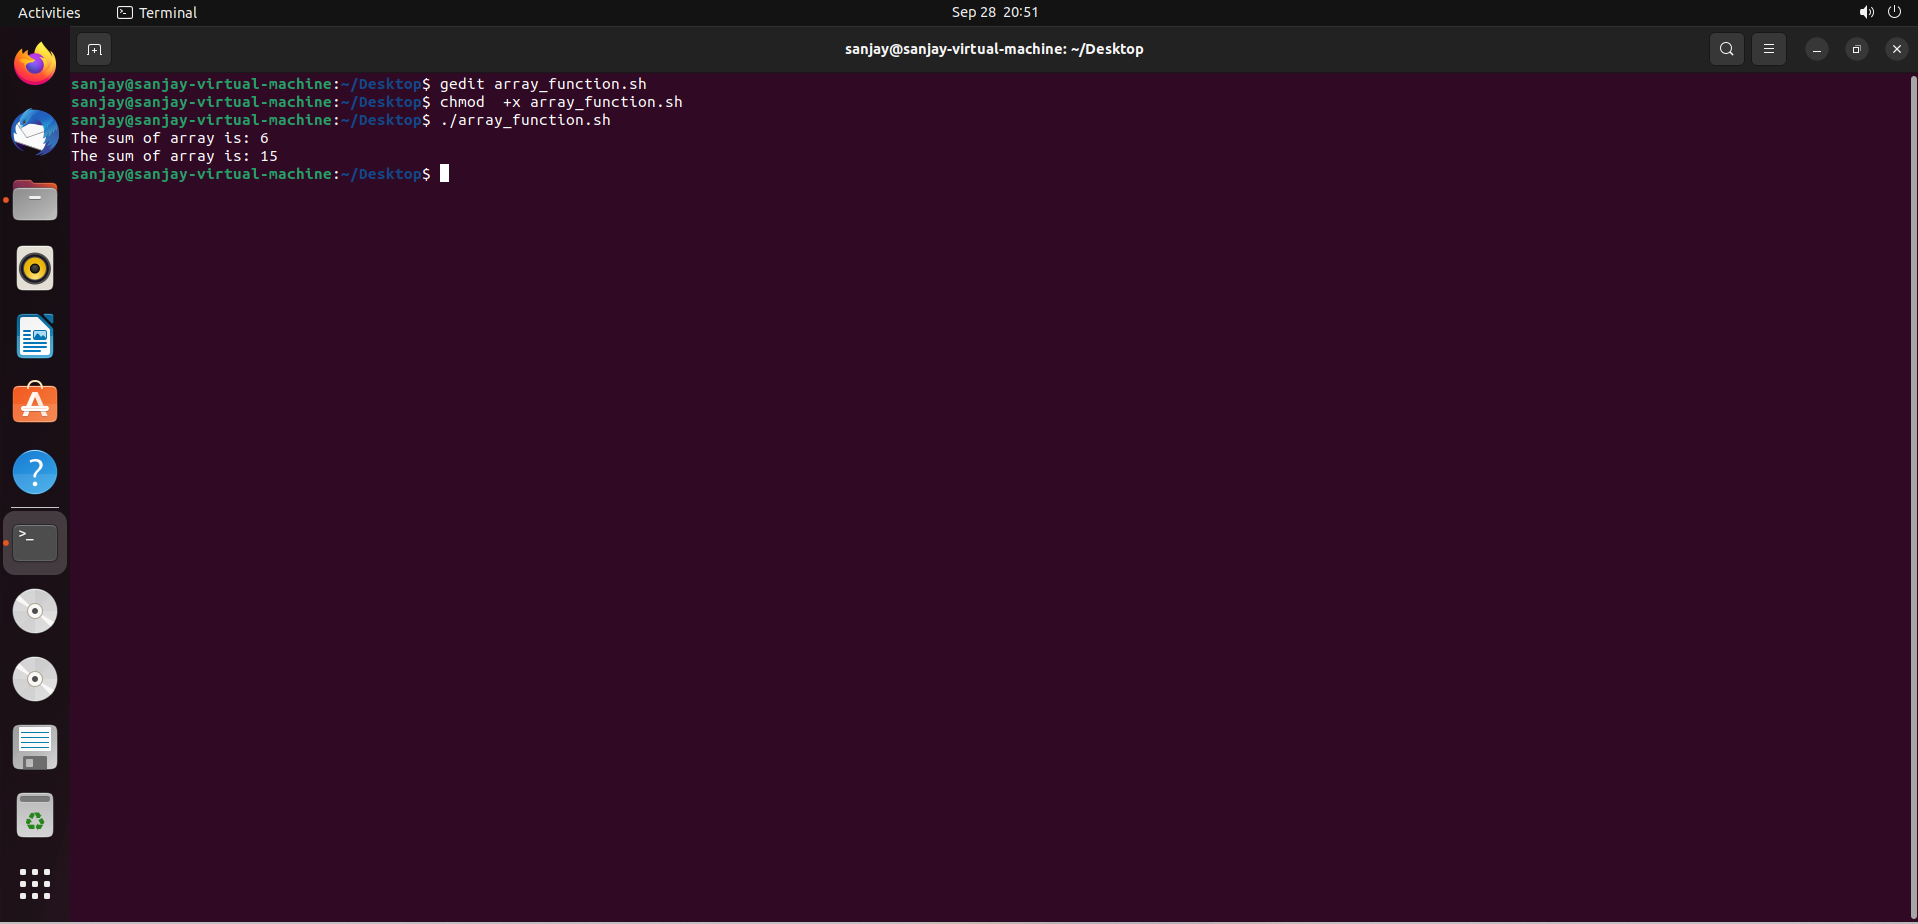 Activities Terminal Sep 28 20:51
sanjay@sanjay-virtual-machine: ~/Desktop
sanjay@sanjay-virtual-machine:~/Desktop$ gedit array_function.sh
sanjay@sanjay-virtual-machine:~/Desktop$ chmod  +x array_function.sh
sanjay@sanjay-virtual-machine:~/Desktop$ ./array_function.sh
The sum of array is: 6
The sum of array is: 15
sanjay@sanjay-virtual-machine:~/Desktop$